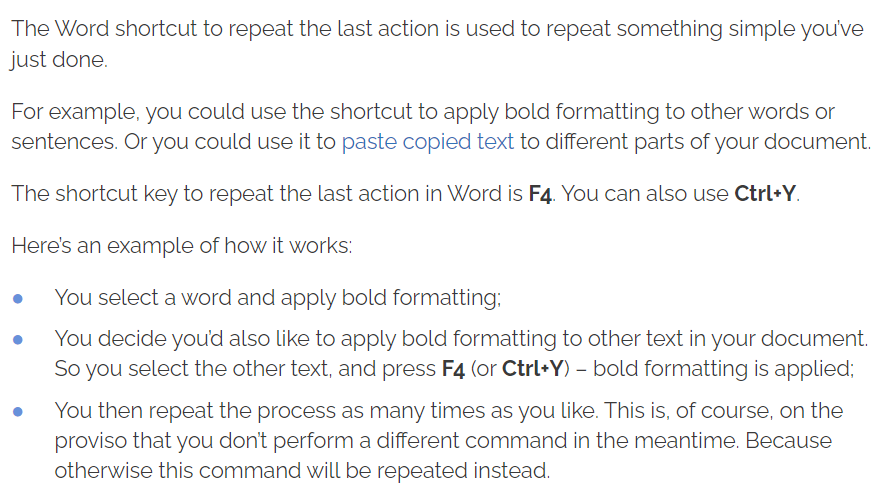 The Word shortcut to repeat the last action is used to repeat something simple you've
just done.
For example, you could use the shortcut to apply bold formatting to other words or
sentences. Or you could use it to paste copied text to different parts of your document.
The shortcut key to repeat the last action in Word is F4. You can also use Ctrl+Y.
Here's an example of how it works:
● You select a word and apply bold formatting;
● You decide you'd also like to apply bold formatting to other text in your document.
So you select the other text, and press F4 (or Ctrl+Y) – bold formatting is applied;
● You then repeat the process as many times as you like. This is, of course, on the
proviso that you don't perform a different command in the meantime. Because
otherwise this command will be repeated instead.